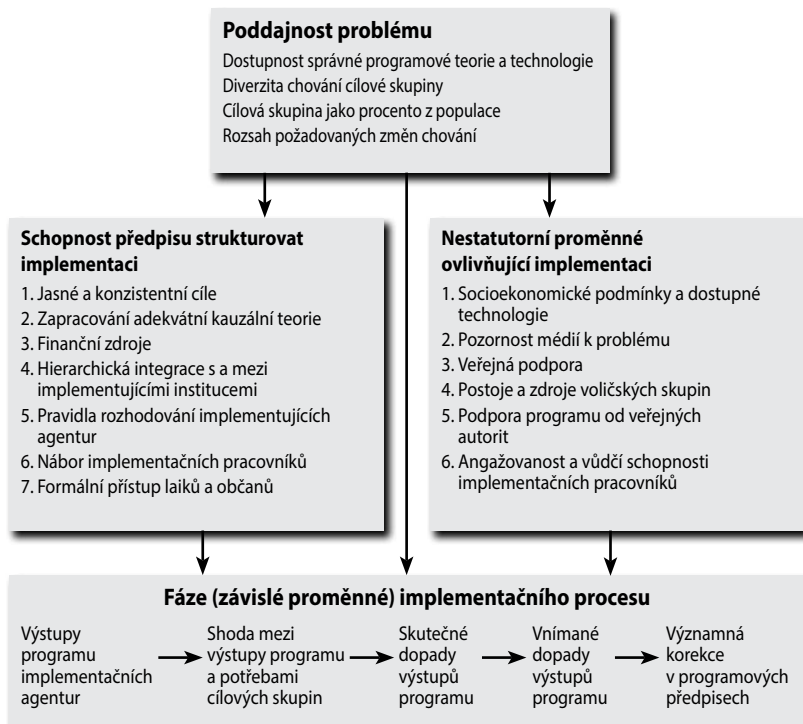 Poddajnost problému
Dostupnost správné programové teorie a technologie
Diverzita chování cílové skupiny
Cílová skupina jako procento z populace
Rozsah požadovaných změn chování
Schopnost předpisu strukturovat
implementaci
1. Jasné a konzistentní cíle
2. Zapracování adekvátní kauzální teorie
3. Finanční zdroje
4. Hierarchická integrace s a mezi
implementujícími institucemi
5. Pravidla rozhodování implementujících
agentur
6. Nábor implementačních pracovníků
7. Formální přístup laiků a občanů
Nestatutorní proměnné
ovlivňující implementaci
1. Socioekonomické podmínky a dostupné
technologie
2. Pozornost médií k problému
3. Veřejná podpora
4. Postoje a zdroje voličských skupin
5. Podpora programu od veřejných
autorit
6. Angažovanost a vůdčí schopnosti
implementačních pracovníků
Fáze (závislé proměnné) implementačního procesu
Výstupy
programu
implementačních
agentur
Shoda mezi
výstupy programu
a potřebami
cílových skupin
Skutečné
dopady
výstupů
programu
Vnímané
dopady
výstupů
programu
Významná
korekce
v programových
předpisech